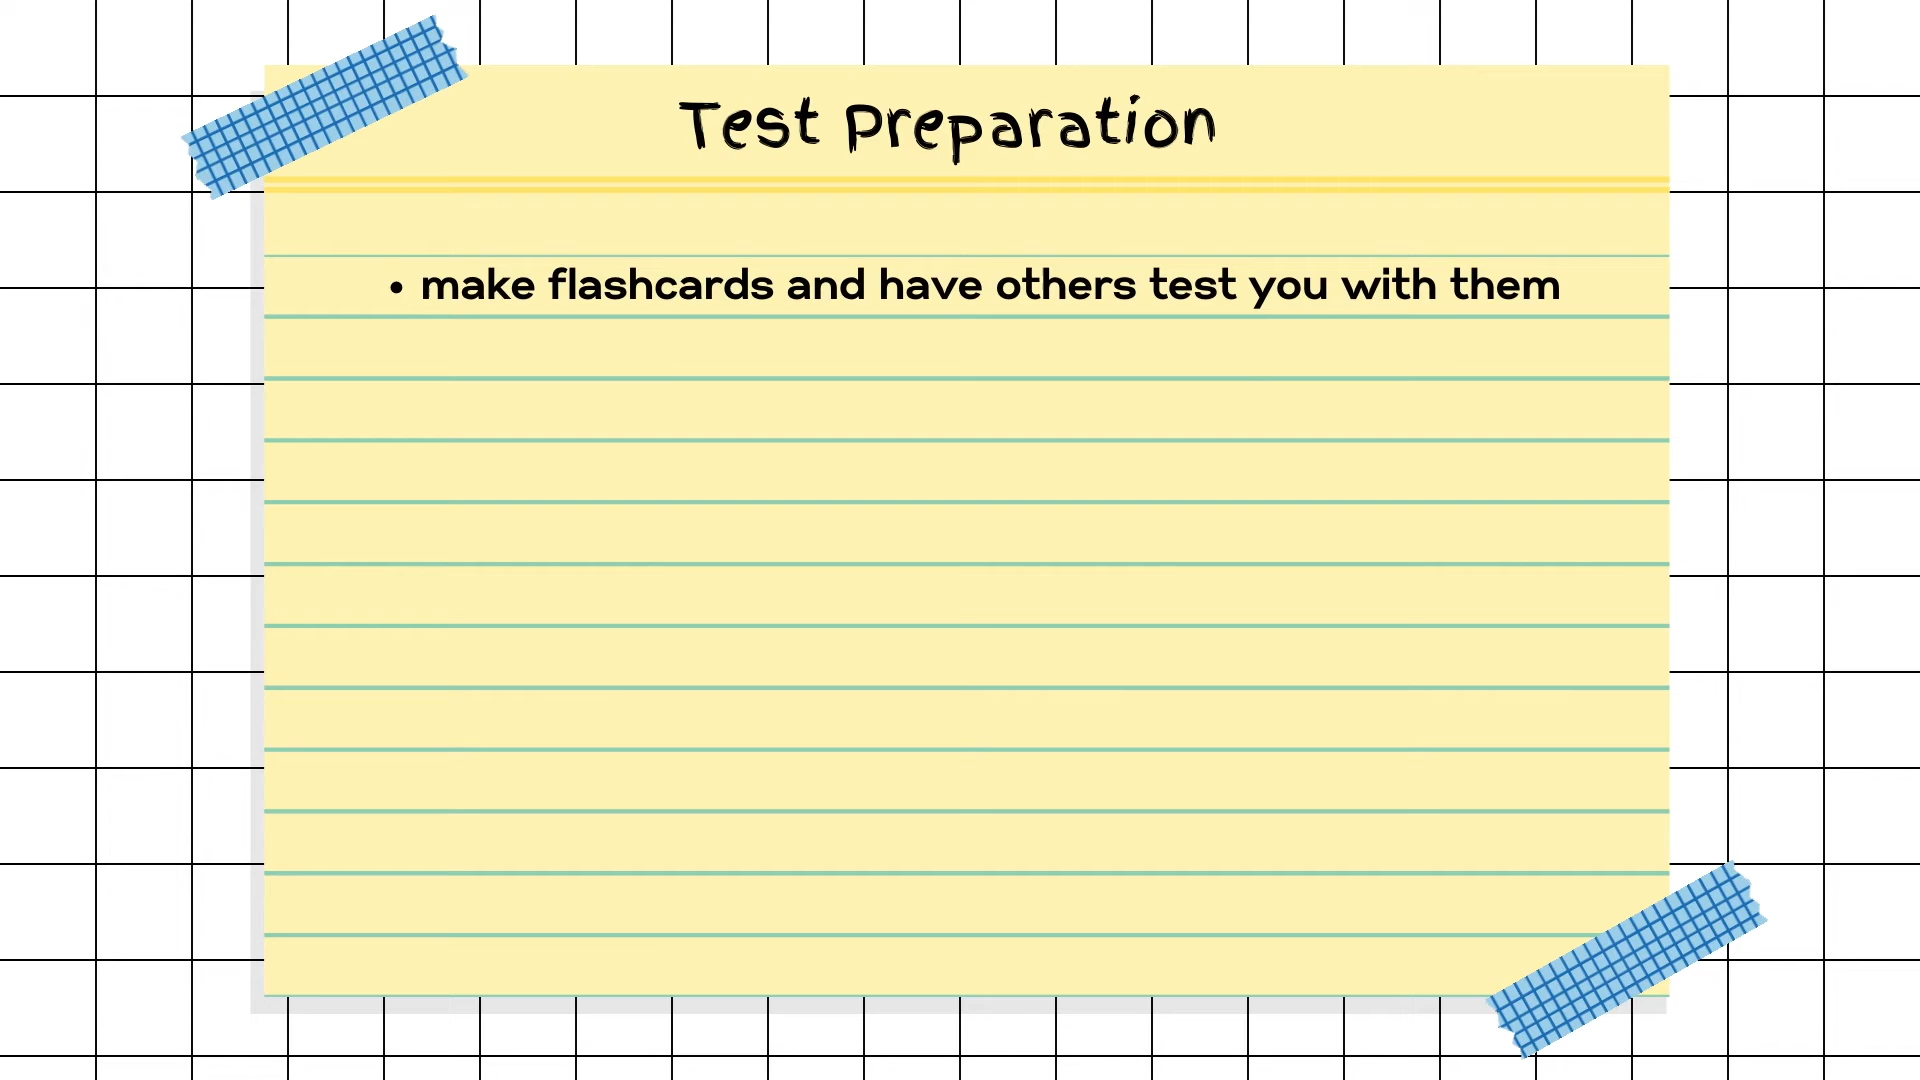 Test Preparation
• make flashcards and have others test you with them